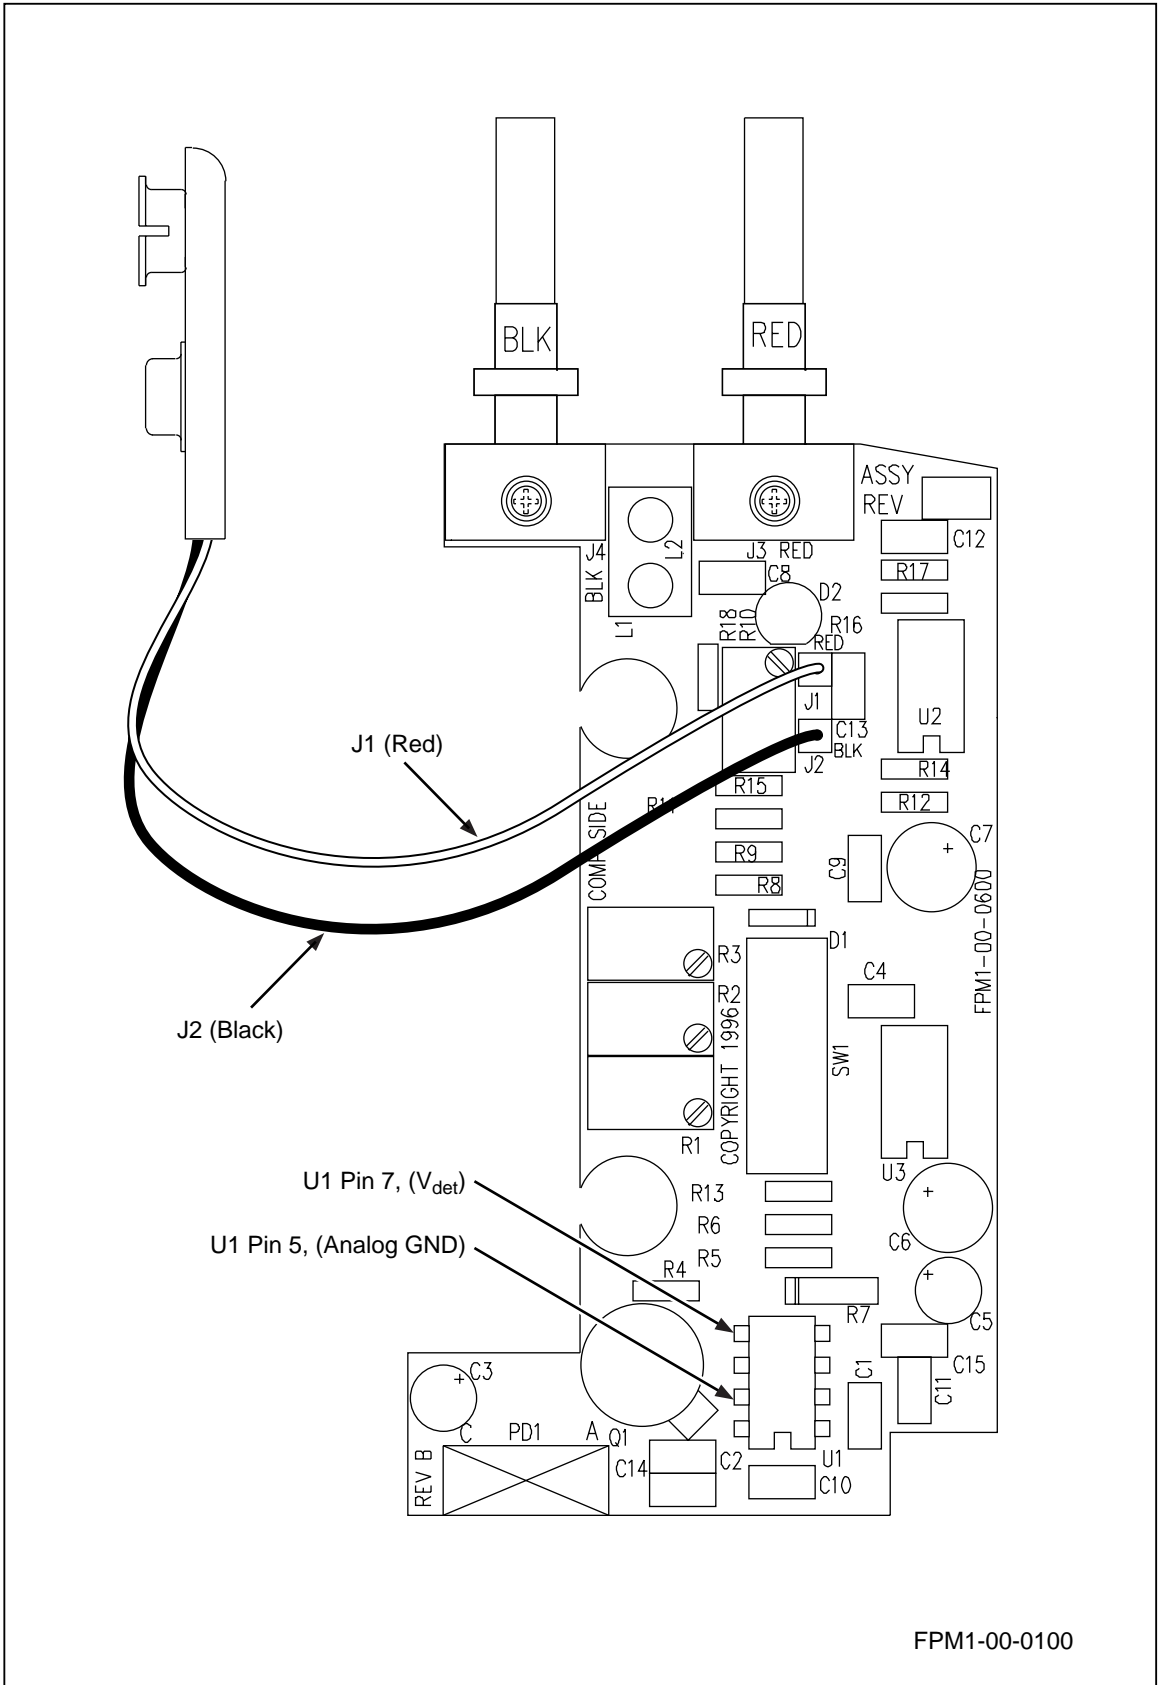 BLK
RED
ASSY
REV
C12
J4
BLK
L2
L1
J3 RED
C8
D2
R17
R18
R10
R16
RED
J1
C13
BLK
J2
U2
R14
R12
J1 (Red)
R15
R11
COMP SIDE
R9
R8
C9
C7
+
FPM1-00-0600
D1
R3
R2
R1
COPYRIGHT 1996
SW1
C4
J2 (Black)
U3
U1 Pin 7, (Vdet)
U1 Pin 5, (Analog GND)
R13
R6
R5
R4
+
C6
+
C5
R7
C15
C11
C1
+
C3
C
PD1
A
Q1
REV B
C14
C2
U1
C10
FPM1-00-0100